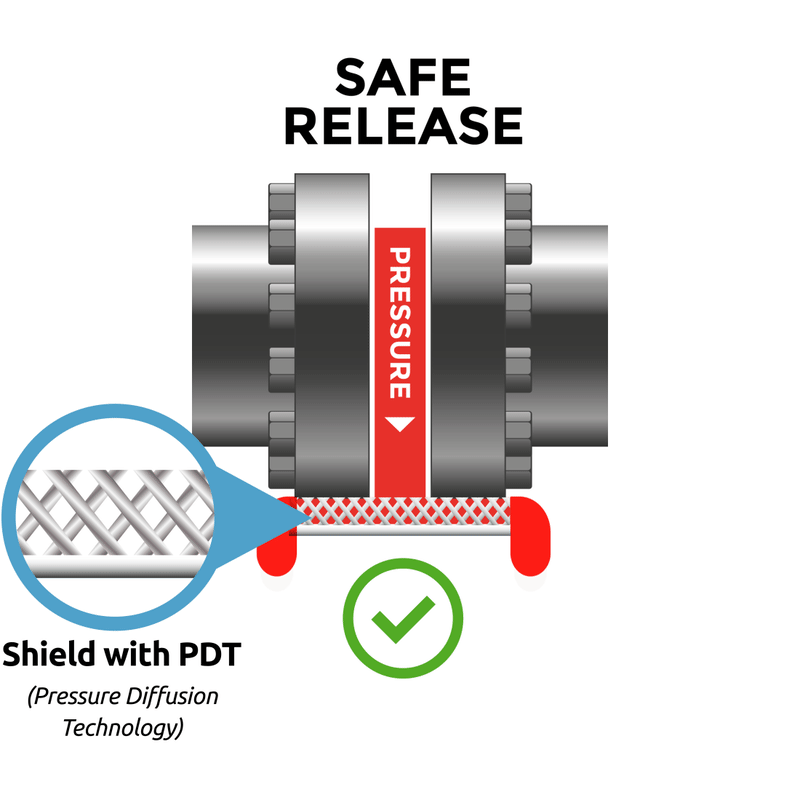 SAFE
RELEASE
PRESSURE
Shield with PDT
(Pressure Diffusion
Technology)